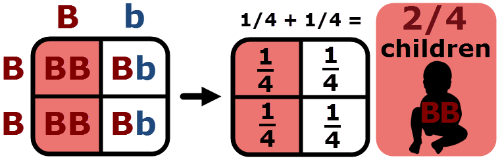 B b
B BB Bb
B BB Bb
1/4 + 1/4 =
1/4 1/4
1/4 1/4
2/4
children
BB